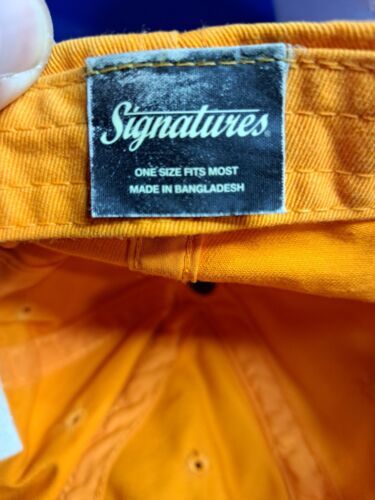 Signatures®
ONE SIZE FITS MOST
MADE IN BANGLADESH